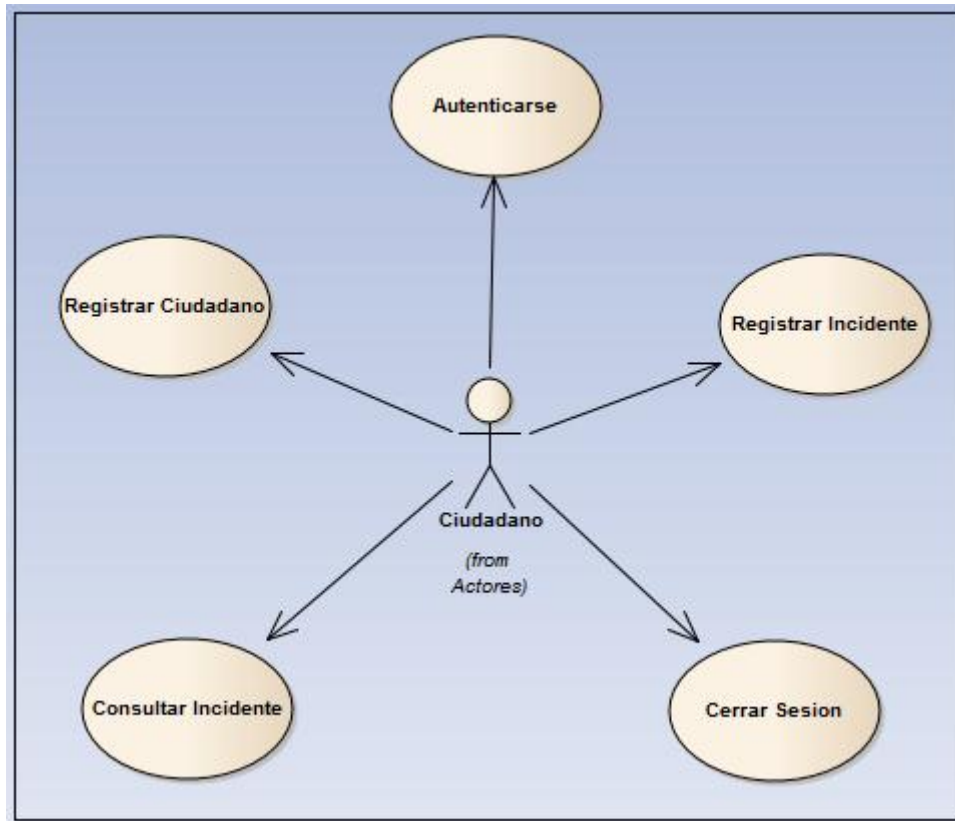 Autenticarse
Registrar Ciudadano
Registrar Incidente
Ciudadano
(from
Actores)
Consultar Incidente
Cerrar Sesion